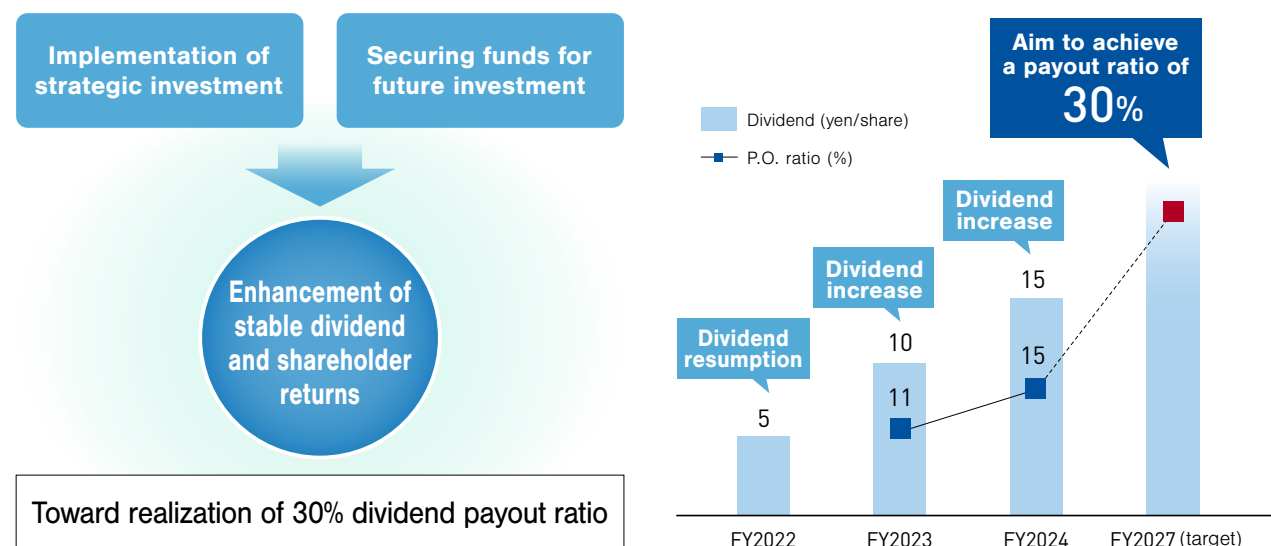 Implementation of
strategic investment
Securing funds for
future investment
Enhancement of
stable dividend
and shareholder
returns
Toward realization of 30% dividend payout ratio
Aim to achieve
a payout ratio of
30%
Dividend (yen/share)
P.O. ratio (%)
Dividend
resumption
5
Dividend
increase
10
11
Dividend
increase
15
15
FY2022
FY2023
FY2024
FY2027 (target)